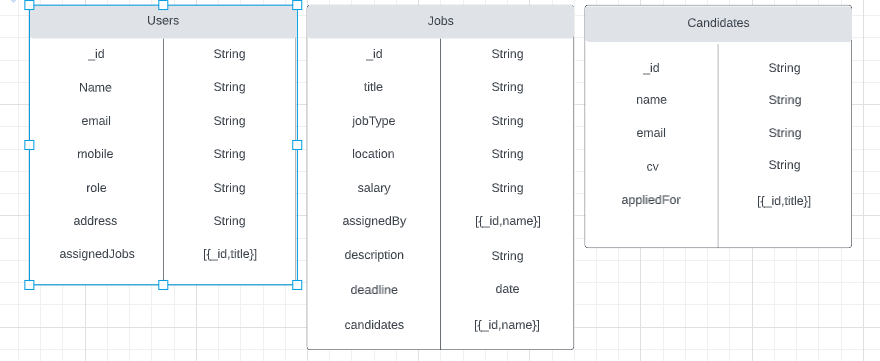 Users
_id String
Name String
email String
mobile String
role String
address String
assignedJobs [{_id,title}]
Jobs
_id String
title String
jobType String
location String
salary String
assignedBy [{_id,name}]
description String
deadline date
candidates [{_id,name}]
Candidates
_id String
name String
email String
cv String
appliedFor [{_id,title}]